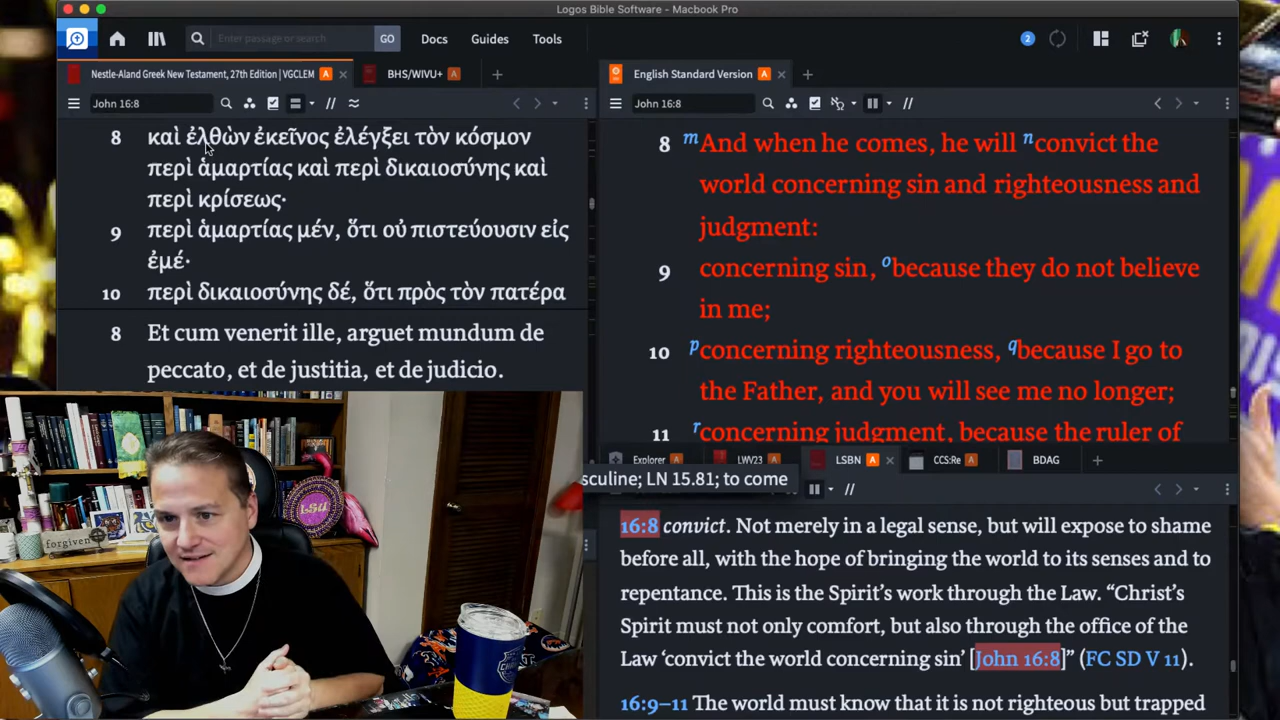 Logos Bible Software - Macbook Pro
Enter passage or search
GO
Docs
Guides
Tools
2
Nestle-Aland Greek New Testament, 27th Edition | VGCLEM A
BHS/WIVU+ A
John 16:8
8 καὶ ἐλθὼν ἐκεῖνος ἐλέγξει τὸν κόσμον
περὶ ἁμαρτίας καὶ περὶ δικαιοσύνης καὶ
περὶ κρίσεως·
9 περὶ ἁμαρτίας μέν, ὅτι οὐ πιστεύουσιν εἰς
ἐμέ·
10 περὶ δικαιοσύνης δέ, ὅτι πρὸς τὸν πατέρα
8 Et cum venerit ille, arguet mundum de
peccato, et de justitia, et de judicio.
English Standard Version A
John 16:8
8 m And when he comes, he will n convict the
world concerning sin and righteousness and
judgment:
9 concerning sin, o because they do not believe
in me;
10 p concerning righteousness, q because I go to
the Father, and you will see me no longer;
11 r concerning judgment, because the ruler of
Explorer A
LWV23 A
LSBN A
CCS:Re A
BDAG
sculine; LN 15.81; to come
16:8 convict. Not merely in a legal sense, but will expose to shame
before all, with the hope of bringing the world to its senses and to
repentance. This is the Spirit’s work through the Law. “Christ’s
Spirit must not only comfort, but also through the office of the
Law ‘convict the world concerning sin’ [John 16:8]” (FC SD V 11).
16:9–11 The world must know that it is not righteous but trapped
forgiven
LSU